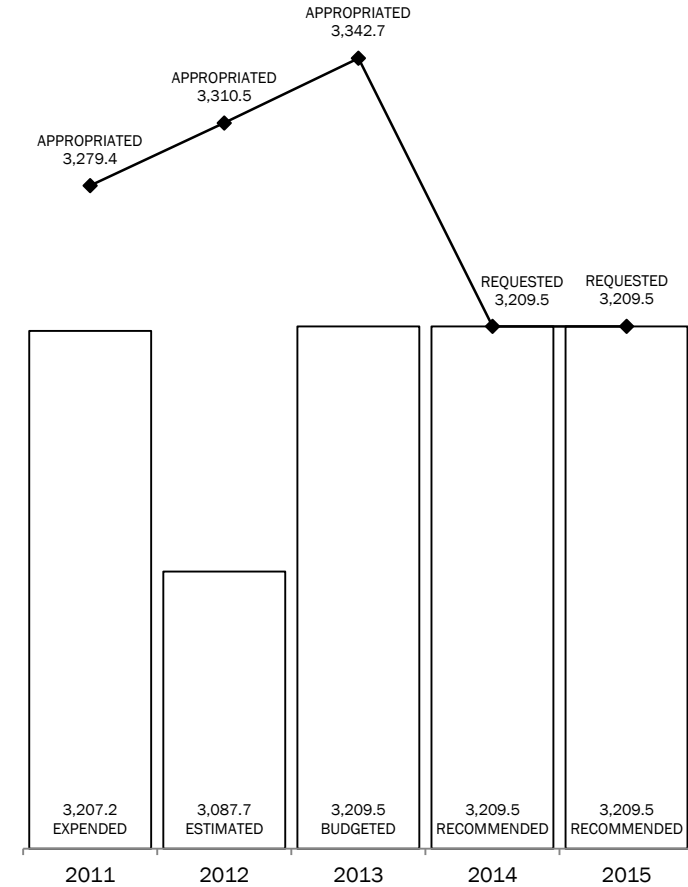 APPROPRIATED
3,342.7
APPROPRIATED
3,310.5
APPROPRIATED
3,279.4
REQUESTED
3,209.5
REQUESTED
3,209.5
3,207.2
EXPENDED
3,087.7
ESTIMATED
3,209.5
BUDGETED
3,209.5
RECOMMENDED
3,209.5
RECOMMENDED
2011
2012
2013
2014
2015